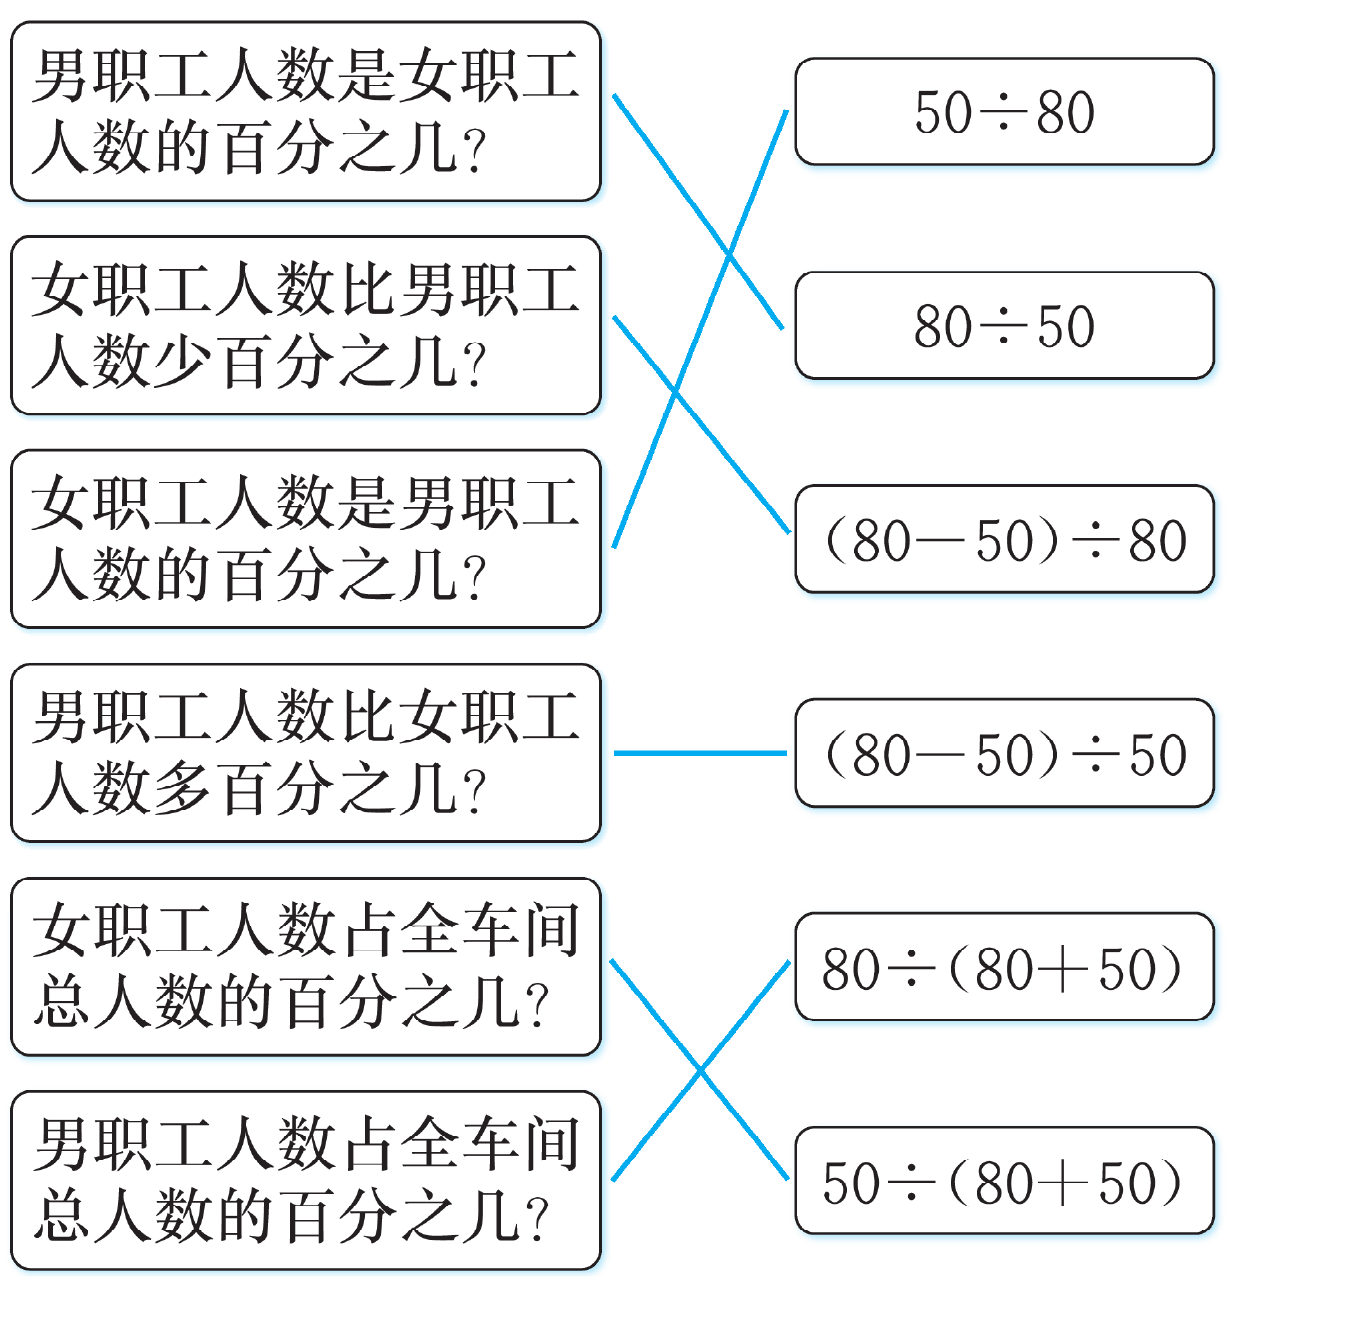 男职工人数是女职工
人数的百分之几？
50÷80
女职工人数比男职工
人数少百分之几？
80÷50
女职工人数是男职工
人数的百分之几？
(80－50)÷80
男职工人数比女职工
人数多百分之几？
(80－50)÷50
女职工人数占全车间
总人数的百分之几？
80÷(80＋50)
男职工人数占全车间
总人数的百分之几？
50÷(80＋50)